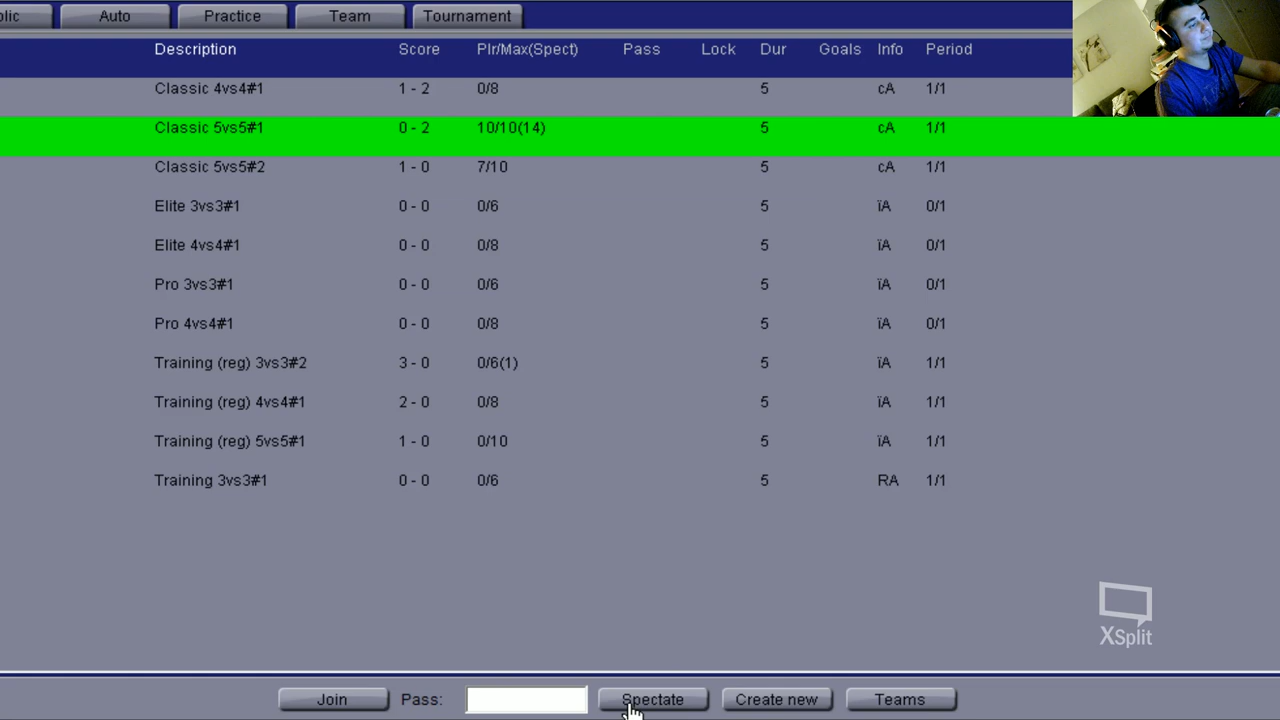 olic Auto Practice Team Tournament
Description Score Plr/Max(Spect) Pass Lock Dur Goals Info Period
Classic 4vs4#1 1 - 2 0/8 5 cA 1/1
Classic 5vs5#1 0 - 2 10/10(14) 5 cA 1/1
Classic 5vs5#2 1 - 0 7/10 5 cA 1/1
Elite 3vs3#1 0 - 0 0/6 5 ïA 0/1
Elite 4vs4#1 0 - 0 0/8 5 ïA 0/1
Pro 3vs3#1 0 - 0 0/6 5 ïA 0/1
Pro 4vs4#1 0 - 0 0/8 5 ïA 0/1
Training (reg) 3vs3#2 3 - 0 0/6(1) 5 ïA 1/1
Training (reg) 4vs4#1 2 - 0 0/8 5 ïA 1/1
Training (reg) 5vs5#1 1 - 0 0/10 5 ïA 1/1
Training 3vs3#1 0 - 0 0/6 5 RA 1/1
XSplit
Join Pass: Spectate Create new Teams